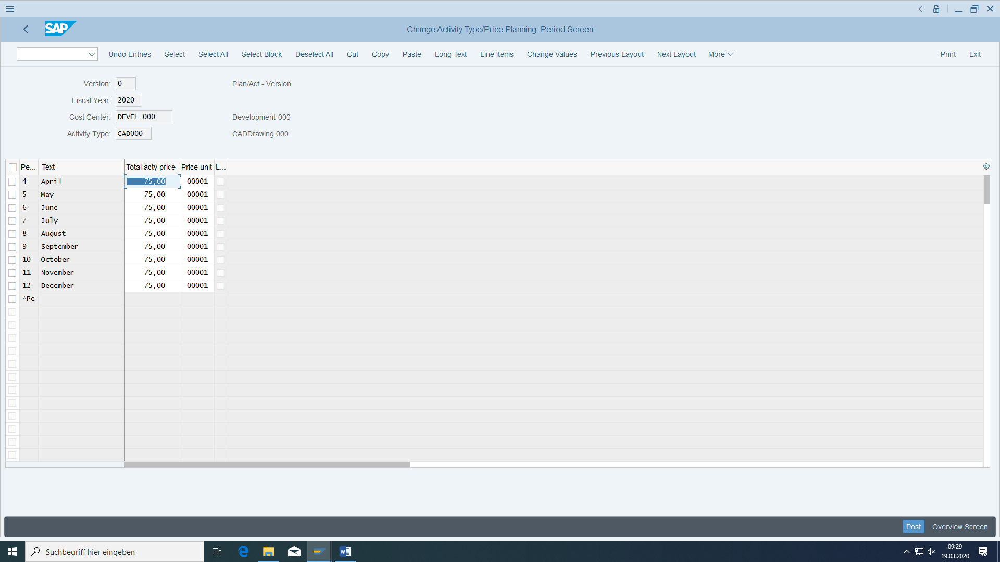 SAP
Change Activity Type/Price Planning: Period Screen
Undo Entries Select Select All Select Block Deselect All Cut Copy Paste Long Text Line items Change Values Previous Layout Next Layout More Print Exit
Version: 0 Plan/Act - Version
Fiscal Year: 2020
Cost Center: DEVEL-000 Development-000
Activity Type: CAD000 CADDrawing 000
Pe... Text Total acty price Price unit L...
4 April 75,00 00001
5 May 75,00 00001
6 June 75,00 00001
7 July 75,00 00001
8 August 75,00 00001
9 September 75,00 00001
10 October 75,00 00001
11 November 75,00 00001
12 December 75,00 00001
*Pe
Post Overview Screen
Suchbegriff hier eingeben
09:29
19.03.2020